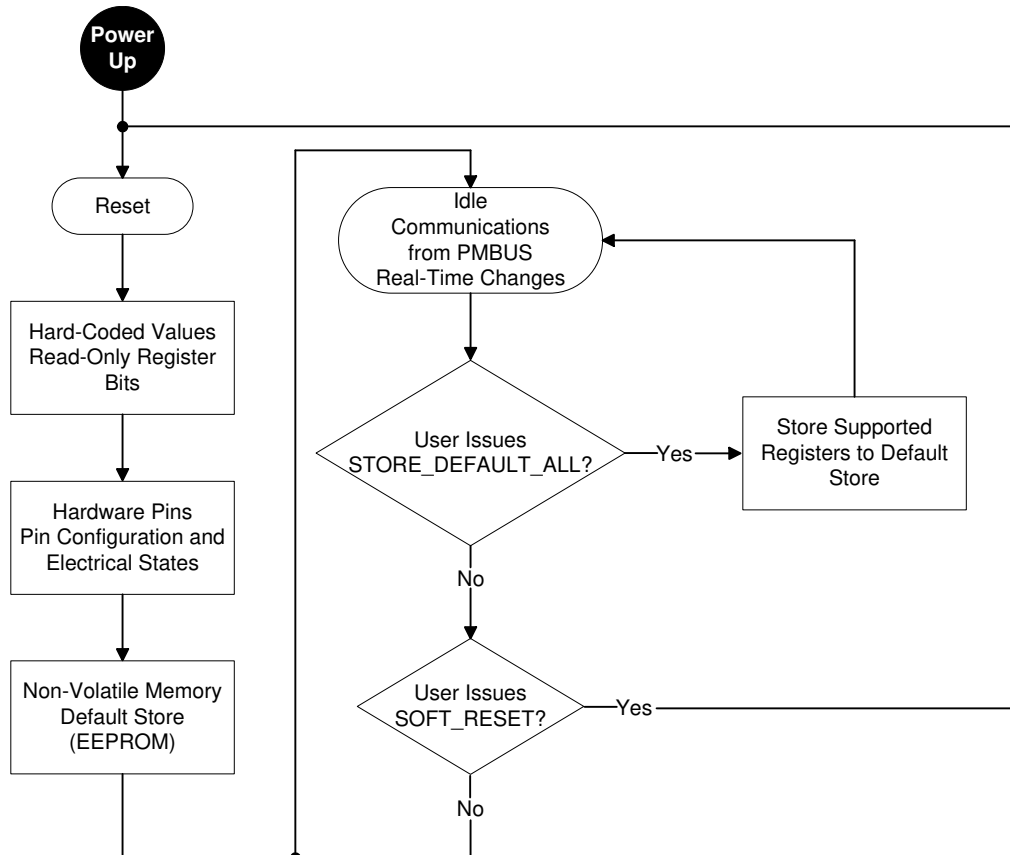 Power
Up
Reset
Hard-Coded Values
Read-Only Register
Bits
Hardware Pins
Pin Configuration and
Electrical States
Non-Volatile Memory
Default Store
(EEPROM)
Idle
Communications
from PMBUS
Real-Time Changes
User Issues
STORE_DEFAULT_ALL?
Yes
Store Supported
Registers to Default
Store
No
User Issues
SOFT_RESET?
Yes
No